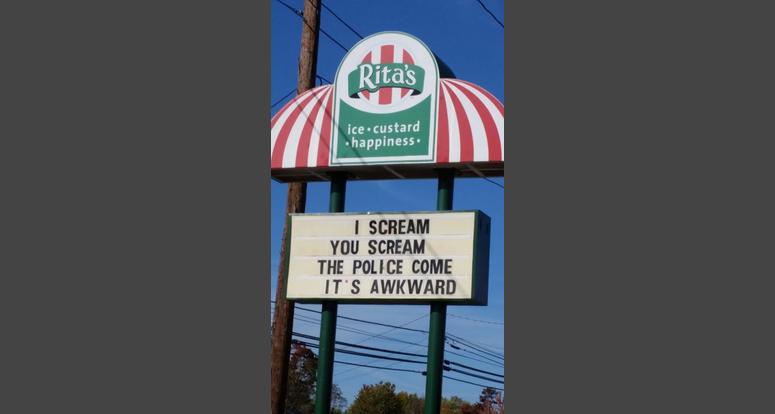 Rita's
ice • custard
• happiness •
I SCREAM
YOU SCREAM
THE POLICE COME
IT'S AWKWARD